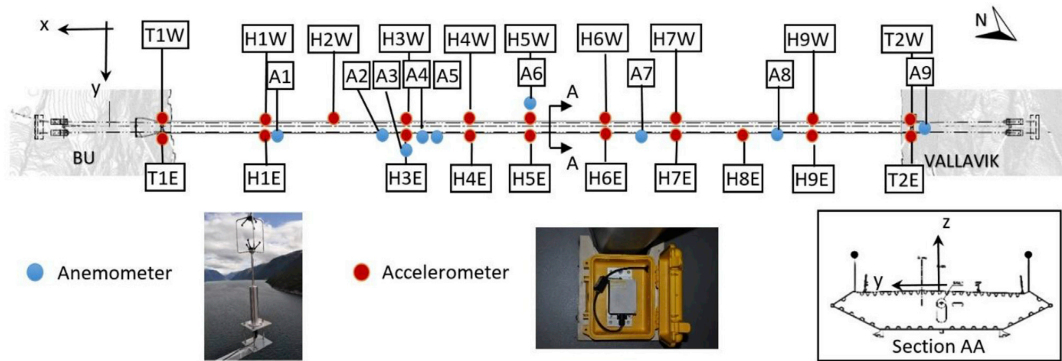 x
y
N
T1W
H1W
H2W
H3W
H4W
H5W
H6W
H7W
H9W
T2W
A1
A2
A3
A4
A5
A6
A7
A8
A9
A
A
BU
VALLAVIK
T1E
H1E
H3E
H4E
H5E
H6E
H7E
H8E
H9E
T2E
Anemometer
Accelerometer
z
y
Section AA